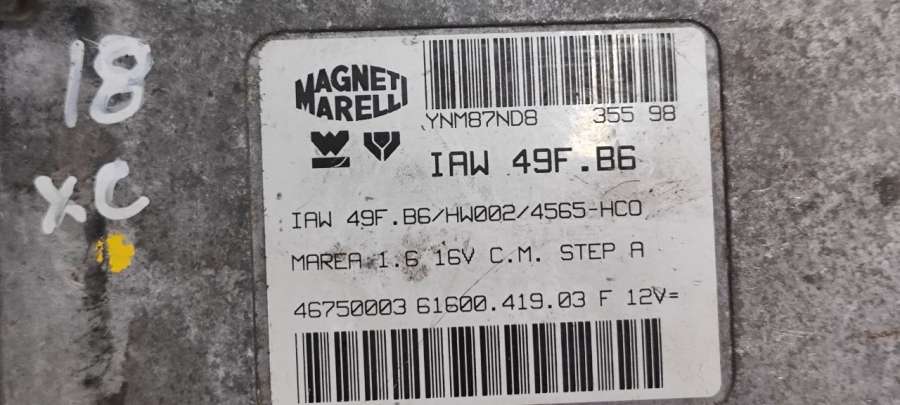 18
xC
MAGNETI
MARELLI
YNM87ND8 355 98
IAW 49F.B6
IAW 49F.B6/HW002/4565-HC0
MAREA 1.6 16V C.M. STEP A
46750003 61600.419.03 F 12V=